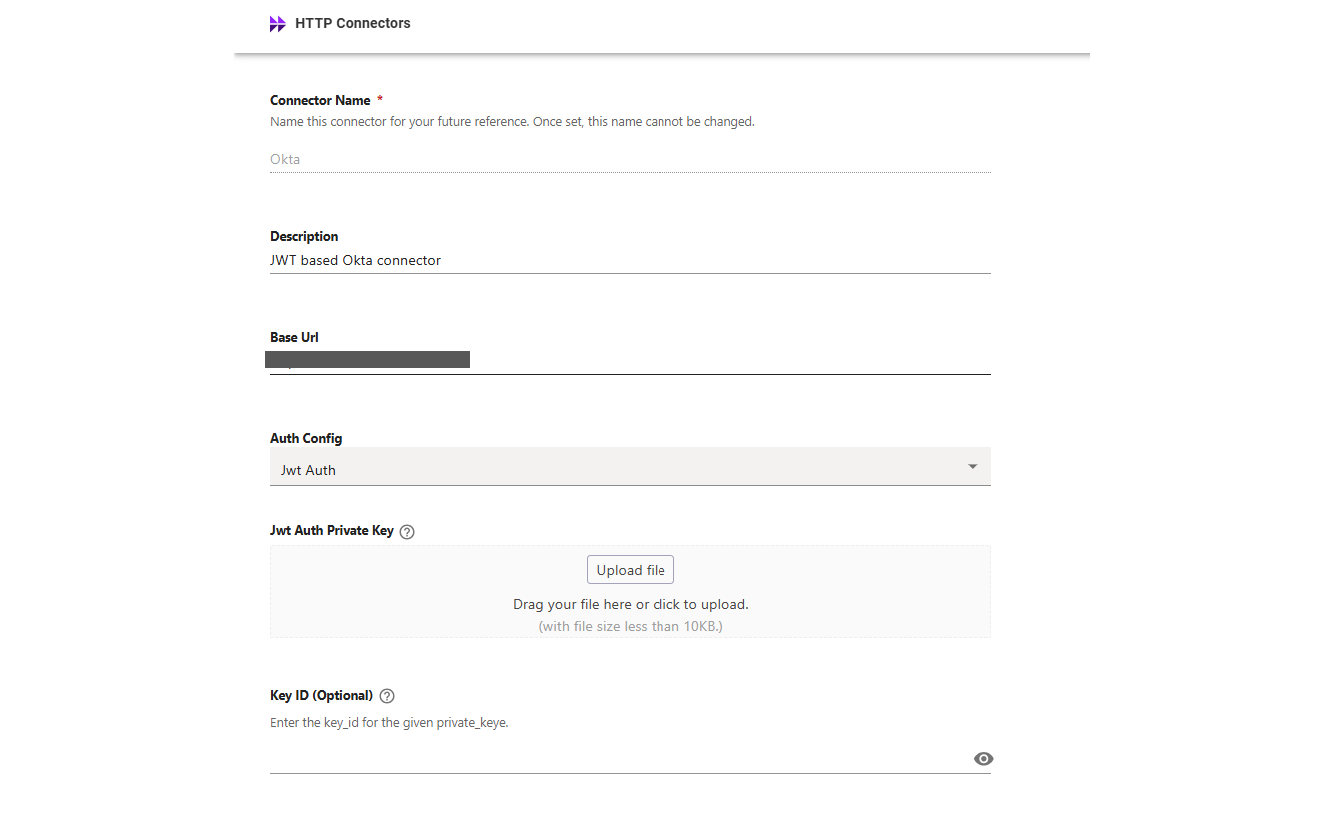 HTTP Connectors
Connector Name *
Name this connector for your future reference. Once set, this name cannot be changed.
Okta
Description
JWT based Okta connector
Base Url
Auth Config
Jwt Auth
Jwt Auth Private Key ?
Upload file
Drag your file here or click to upload.
(with file size less than 10KB.)
Key ID (Optional) ?
Enter the key_id for the given private_keye.